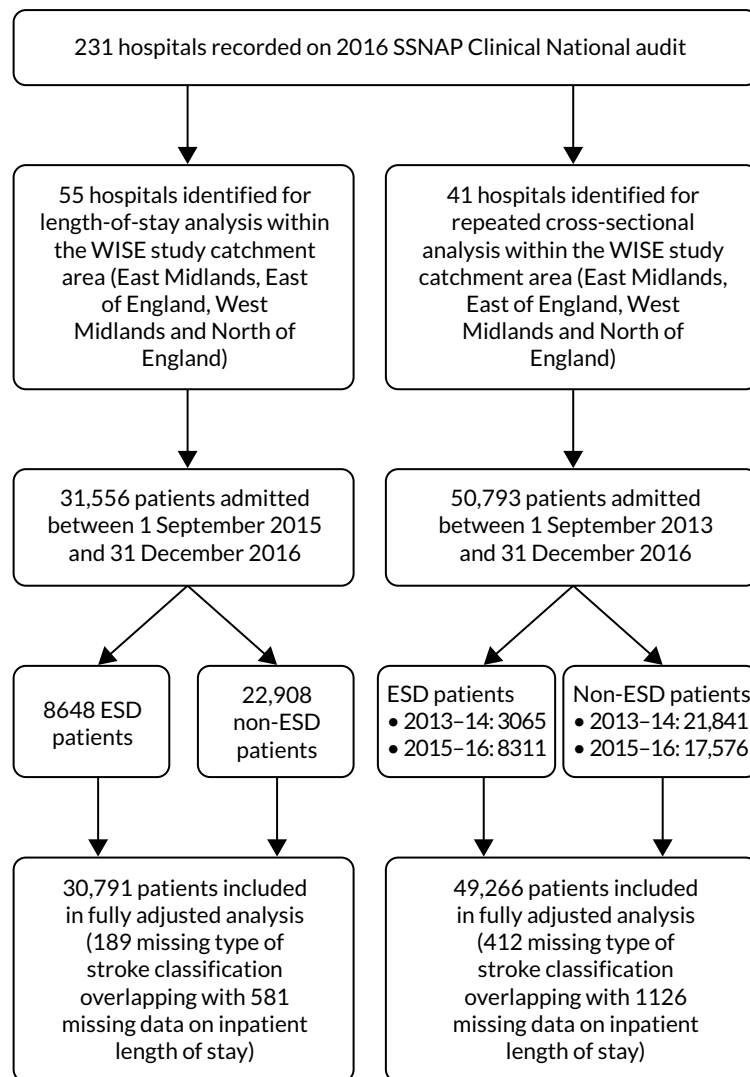 231 hospitals recorded on 2016 SSNAP Clinical National audit
55 hospitals identified for
length-of-stay analysis within
the WISE study catchment
area (East Midlands, East
of England, West
Midlands and North of
England)
41 hospitals identified for
repeated cross-sectional
analysis within the WISE study
catchment area (East Midlands,
East of England, West
Midlands and North of
England)
31,556 patients admitted
between 1 September 2015
and 31 December 2016
50,793 patients admitted
between 1 September 2013
and 31 December 2016
8648 ESD
patients
22,908
non-ESD
patients
ESD patients
• 2013–14: 3065
• 2015–16: 8311
Non-ESD patients
• 2013–14: 21,841
• 2015–16: 17,576
30,791 patients included
in fully adjusted analysis
(189 missing type of
stroke classification
overlapping with 581
missing data on inpatient
length of stay)
49,266 patients included
in fully adjusted analysis
(412 missing type of
stroke classification
overlapping with 1126
missing data on inpatient
length of stay)